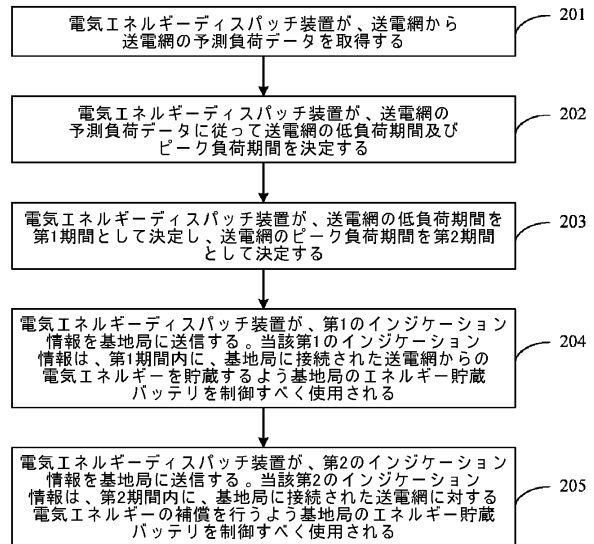 電気エネルギーディスパッチ装置が、送電網から
送電網の予測負荷データを取得する
201
電気エネルギーディスパッチ装置が、送電網の
予測負荷データに従って送電網の低負荷期間及び
ピーク負荷期間を決定する
202
電気エネルギーディスパッチ装置が、送電網の低負荷期間を
第1期間として決定し、送電網のピーク負荷期間を第2期間
として決定する
203
電気エネルギーディスパッチ装置が、第1のインジケーション
情報を基地局に送信する。当該第1のインジケーション
情報は、第1期間内に、基地局に接続された送電網からの
電気エネルギーを貯蔵するよう基地局のエネルギー貯蔵
バッテリを制御すべく使用される
204
電気エネルギーディスパッチ装置が、第2のインジケーション
情報を基地局に送信する。当該第2のインジケーション
情報は、第2期間内に、基地局に接続された送電網に対する
電気エネルギーの補償を行うよう基地局のエネルギー貯蔵
バッテリを制御すべく使用される
205